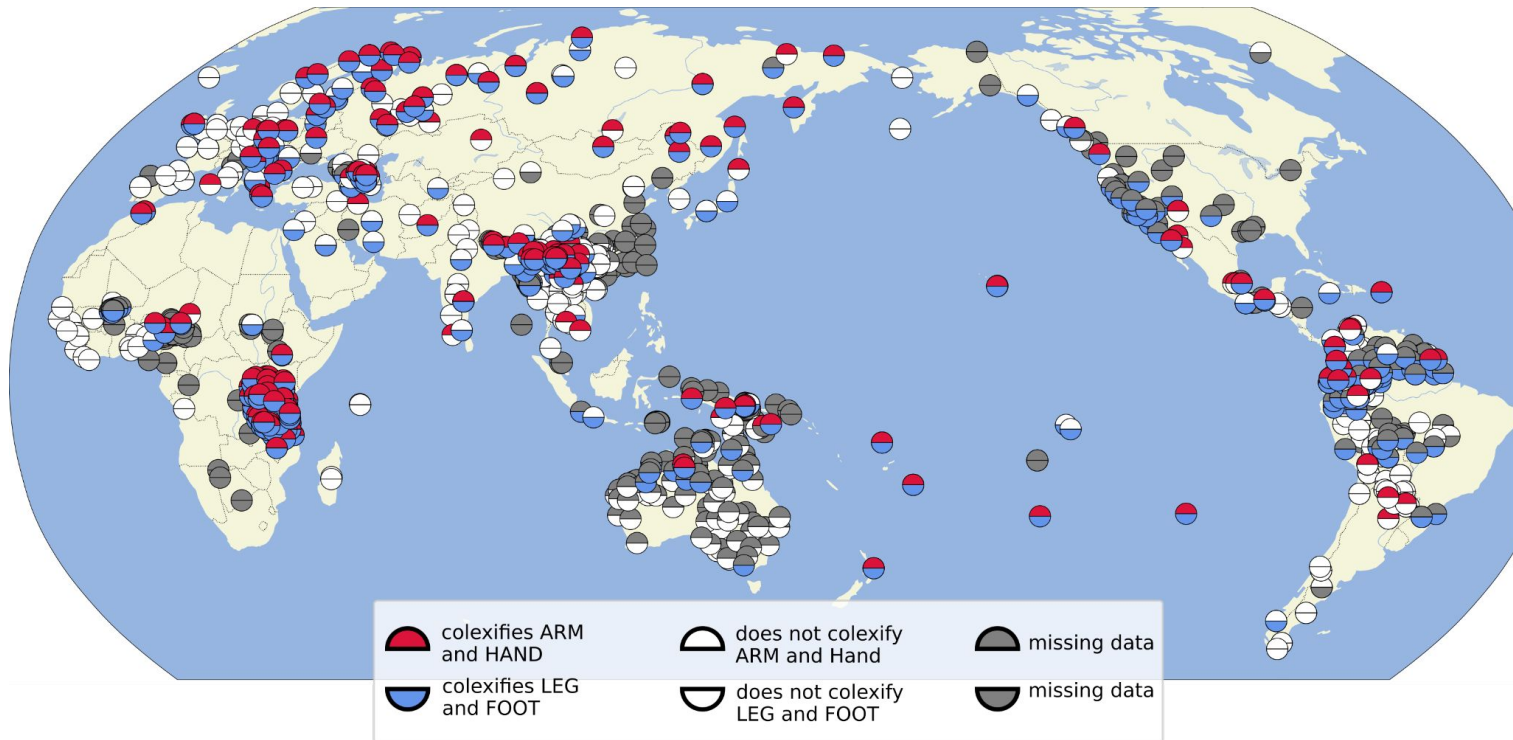 colexifies ARM
and HAND
does not colexify
ARM and Hand
missing data
colexifies LEG
and FOOT
does not colexify
LEG and FOOT
missing data